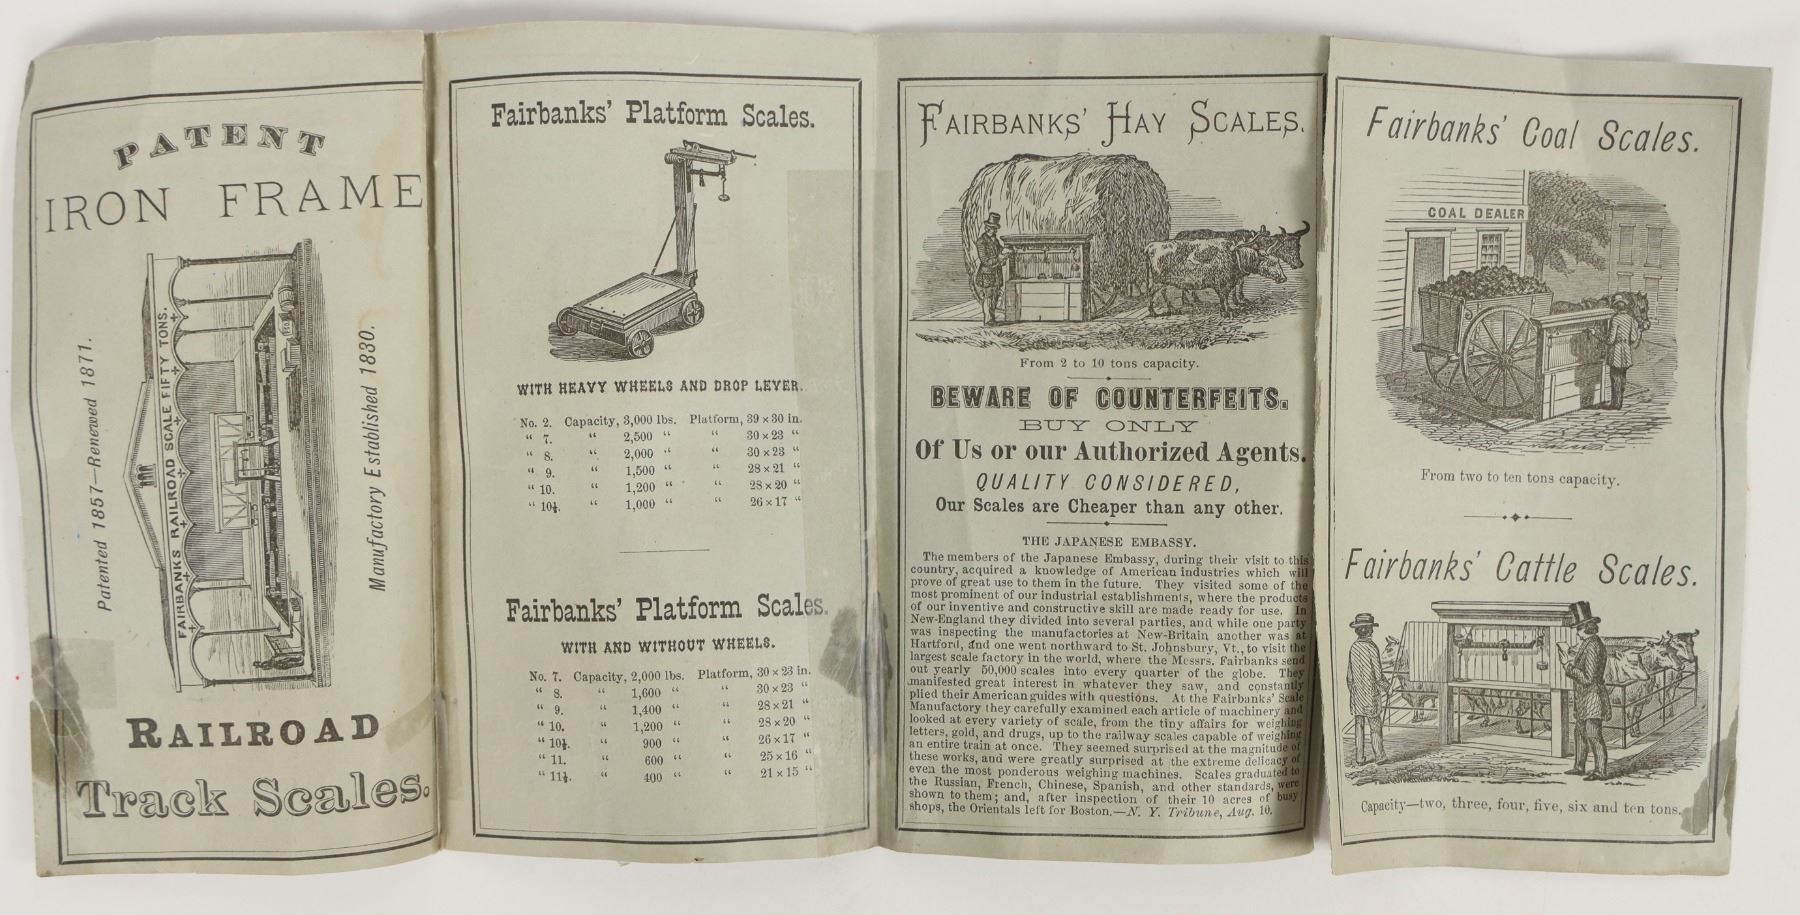 PATENT
IRON FRAME
Patented 1857—Renewed 1871.
FAIRBANKS RAILROAD SCALE FIFTY TONS.
Manufactory Established 1830.
RAILROAD
Track Scales.
Fairbanks' Platform Scales.
WITH HEAVY WHEELS AND DROP LEVER.
No. 2. Capacity, 3,000 lbs. Platform, 39 × 30 in.
" 7. " 2,500 " " 30 × 23 "
" 8. " 2,000 " " 30 × 23 "
" 9. " 1,500 " " 28 × 21 "
" 10. " 1,200 " " 28 × 20 "
" 10½. " 1,000 " " 26 × 17 "
Fairbanks' Platform Scales.
WITH AND WITHOUT WHEELS.
No. 7. Capacity, 2,000 lbs. Platform, 30 × 23 in.
" 8. " 1,600 " " 30 × 23 "
" 9. " 1,400 " " 28 × 21 "
" 10. " 1,200 " " 28 × 20 "
" 10½. " 900 " " 26 × 17 "
" 11. " 600 " " 25 × 16 "
" 11½. " 400 " " 21 × 15 "
FAIRBANKS' HAY SCALES.
From 2 to 10 tons capacity.
BEWARE OF COUNTERFEITS.
BUY ONLY
Of Us or our Authorized Agents.
QUALITY CONSIDERED,
Our Scales are Cheaper than any other.
THE JAPANESE EMBASSY.
The members of the Japanese Embassy, during their visit to this
country, acquired a knowledge of American industries which will
prove of great use to them in the future. They visited some of the
most prominent of our industrial establishments, where the products
of our inventive and constructive skill are made ready for use. In
New-England they divided into several parties, and while one party
was inspecting the manufactories at New-Britain another was at
Hartford, and one went northward to St. Johnsbury, Vt., to visit the
largest scale factory in the world, where the Messrs. Fairbanks send
out yearly 50,000 scales into every quarter of the globe. They
manifested great interest in whatever they saw, and constantly
plied their American guides with questions. At the Fairbanks' Scale
Manufactory they carefully examined each article of machinery and
looked at every variety of scale, from the tiny affairs for weighing
letters, gold, and drugs, up to the railway scales capable of weighing
an entire train at once. They seemed surprised at the magnitude of
these works, and were greatly surprised at the extreme delicacy of
even the most ponderous weighing machines. Scales graduated to
the Russian, French, Chinese, Spanish, and other standards, were
shown to them; and, after inspection of their 10 acres of busy
shops, the Orientals left for Boston.—N. Y. Tribune, Aug. 10.
Fairbanks' Coal Scales.
COAL DEALER
From two to ten tons capacity.
Fairbanks' Cattle Scales.
Capacity—two, three, four, five, six and ten tons.